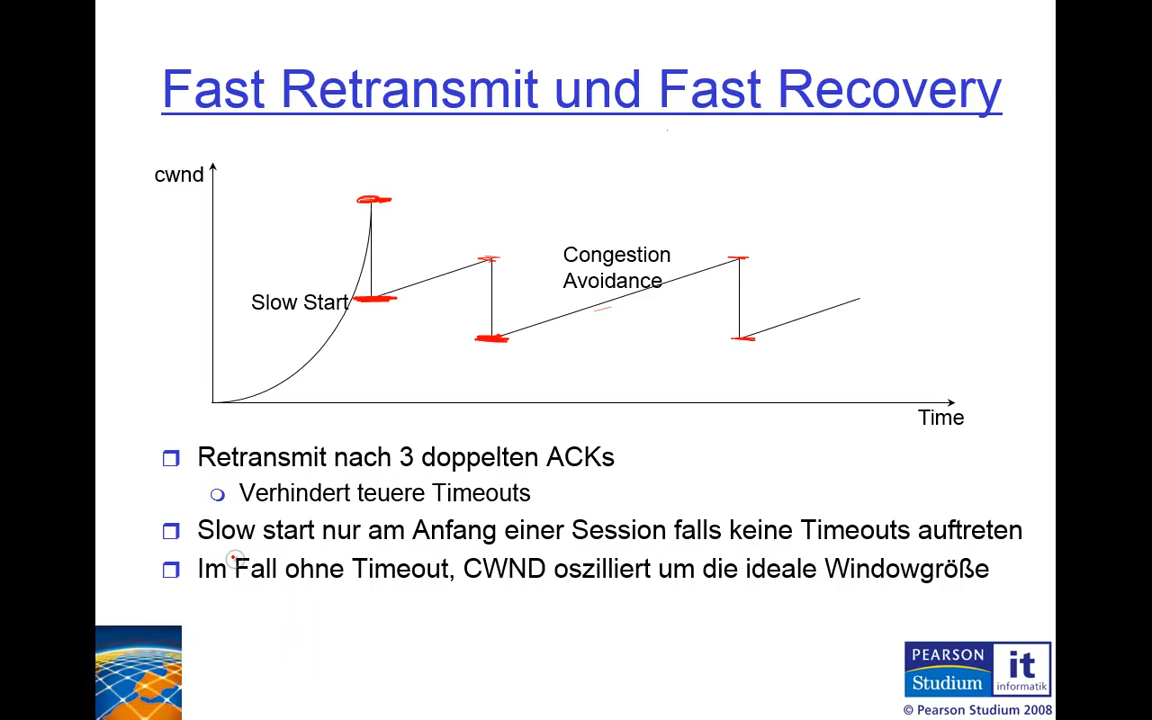 Fast Retransmit und Fast Recovery
cwnd
Congestion
Avoidance
Slow Start
Time
Retransmit nach 3 doppelten ACKs
Verhindert teuere Timeouts
Slow start nur am Anfang einer Session falls keine Timeouts auftreten
Im Fall ohne Timeout, CWND oszilliert um die ideale Windowgröße
PEARSON
Studium
it
informatik
© Pearson Studium 2008